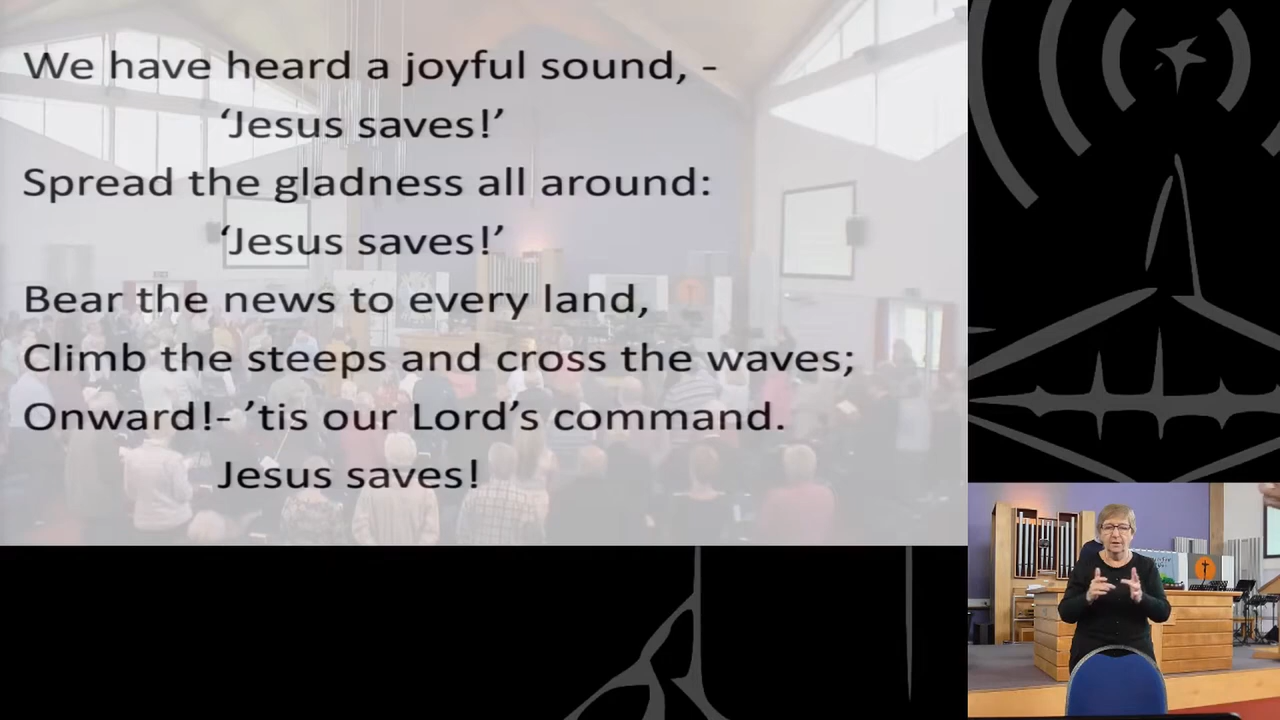 We have heard a joyful sound, -
‘Jesus saves!’
Spread the gladness all around:
‘Jesus saves!’
Bear the news to every land,
Climb the steeps and cross the waves;
Onward!- ’tis our Lord’s command.
Jesus saves!